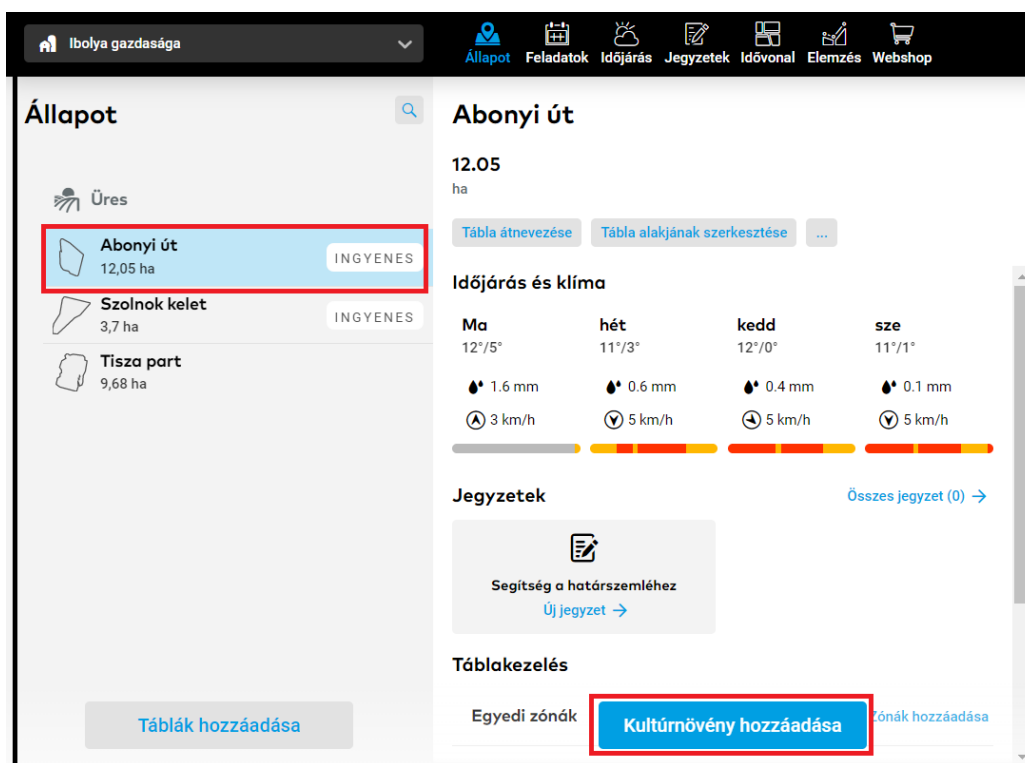 Ibolya gazdasága
Állapot Feladatok Időjárás Jegyzetek Idővonal Elemzés Webshop
Állapot
Üres
Abonyi út
12,05 ha
INGYENES
Szolnok kelet
3,7 ha
INGYENES
Tisza part
9,68 ha
Táblák hozzáadása
Abonyi út
12.05
ha
Tábla átnevezése Tábla alakjának szerkesztése ...
Időjárás és klíma
Ma hét kedd sze
12°/5° 11°/3° 12°/0° 11°/1°
1.6 mm 0.6 mm 0.4 mm 0.1 mm
3 km/h 5 km/h 5 km/h 5 km/h
Jegyzetek Összes jegyzet (0)
Segítség a határszemléhez
Új jegyzet
Táblakezelés
Egyedi zónák Kultúrnövény hozzáadása Zónák hozzáadása